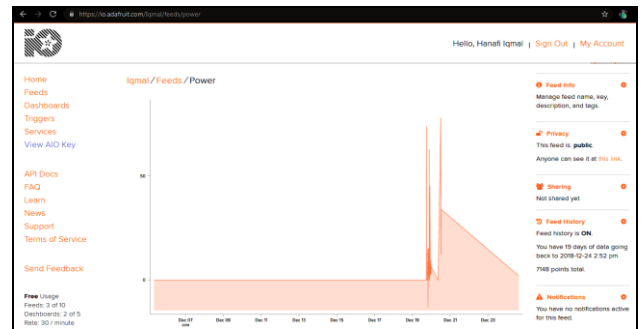 https://io.adafruit.com/Iqmal/feeds/power
Hello, Hanafi Iqmal | Sign Out | My Account
Home
Feeds
Dashboards
Triggers
Services
View AIO Key
API Docs
FAQ
Learn
News
Support
Terms of Service
Send Feedback
Free Usage
Feeds: 3 of 10
Dashboards: 2 of 5
Rate: 30 / minute
Iqmal/Feeds/Power
50
0
Dec 07
Dec 09
Dec 11
Dec 13
Dec 15
Dec 17
Dec 19
Dec 21
Dec 23
2018
Feed Info
Manage feed name, key,
description, and tags.
Privacy
This feed is: public.
Anyone can see it at this link.
Sharing
Not shared yet
Feed History
Feed history is ON.
You have 19 days of data going
back to 2018-12-24 2:52 pm.
7148 points total.
Notifications
You have no notifications active
for this feed.